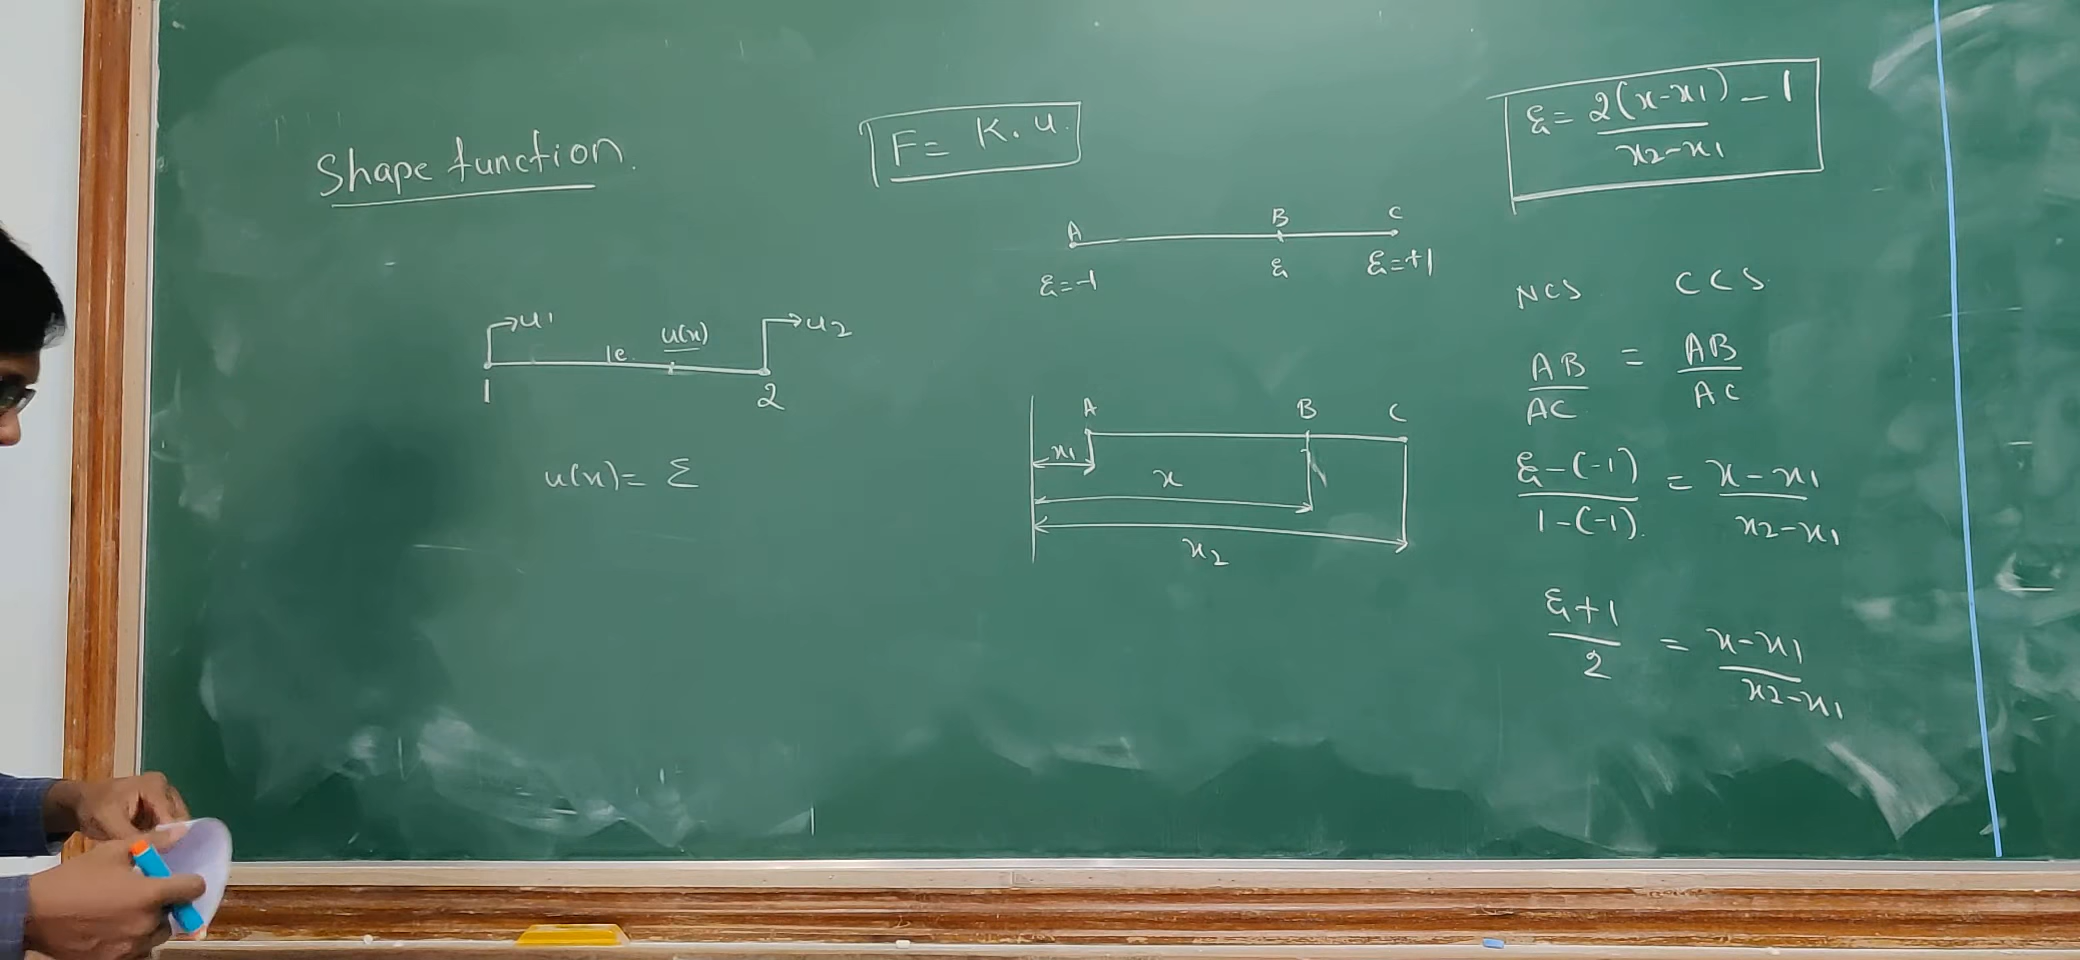 Shape function.
F = K.u.
ξ = 2(x-x1) / x2-x1 - 1
A B C
ξ=-1 ξ ξ=+1
u1 e u(x) u2
1 2
u(x) = Σ
A B C
x1
x
x2
NCS CCS
AB/AC = AB/AC
ξ-(-1) / 1-(-1). = x-x1 / x2-x1
ξ+1 / 2 = x-x1 / x2-x1